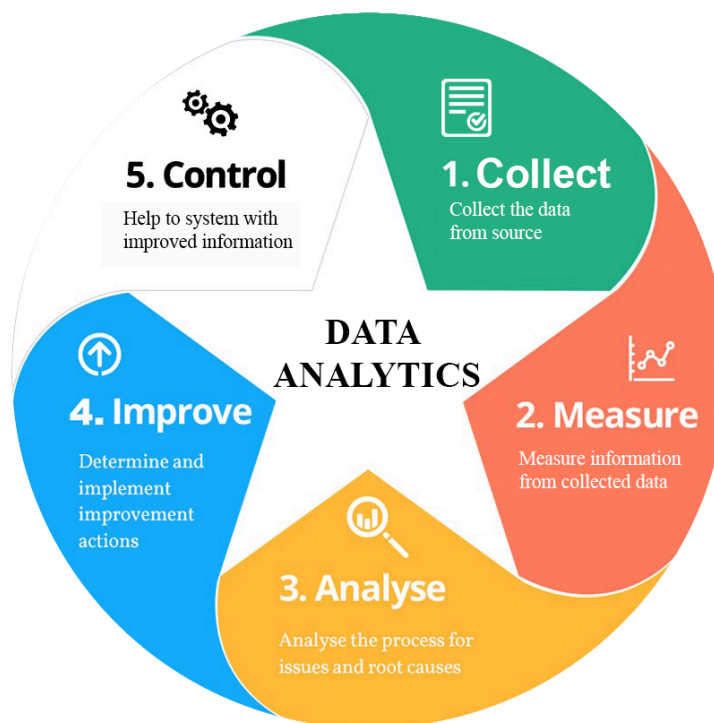 DATA
ANALYTICS
1. Collect
Collect the data
from source
2. Measure
Measure information
from collected data
3. Analyse
Analyse the process for
issues and root causes
4. Improve
Determine and
implement
improvement
actions
5. Control
Help to system with
improved information